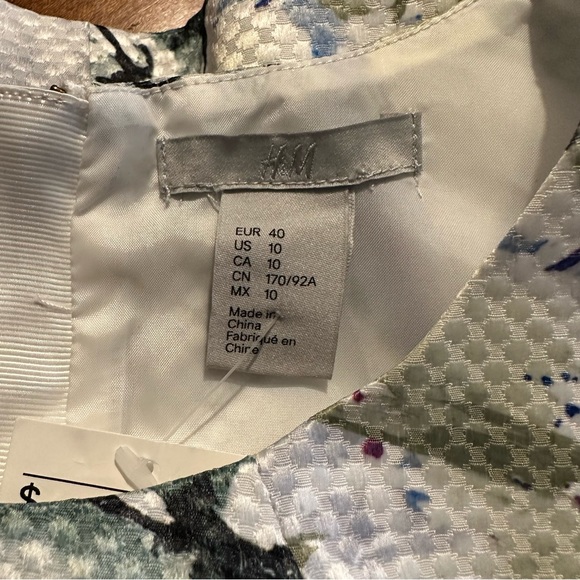 H&M
EUR 40
US 10
CA 10
CN 170/92A
MX 10
Made in
China
Fabriqué en
Chine
$